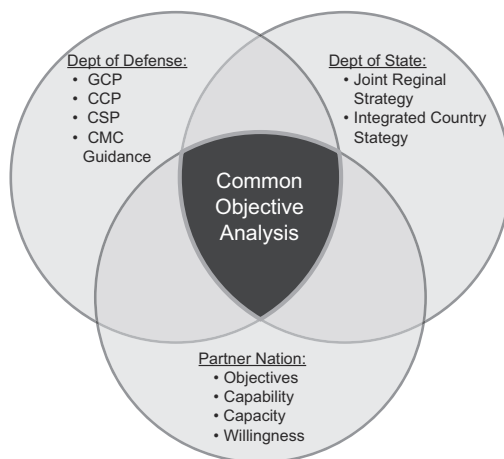 Dept of Defense:
• GCP
• CCP
• CSP
• CMC
Guidance
Dept of State:
• Joint Reginal
Strategy
• Integrated Country
Stategy
Common
Objective
Analysis
Partner Nation:
• Objectives
• Capability
• Capacity
• Willingness